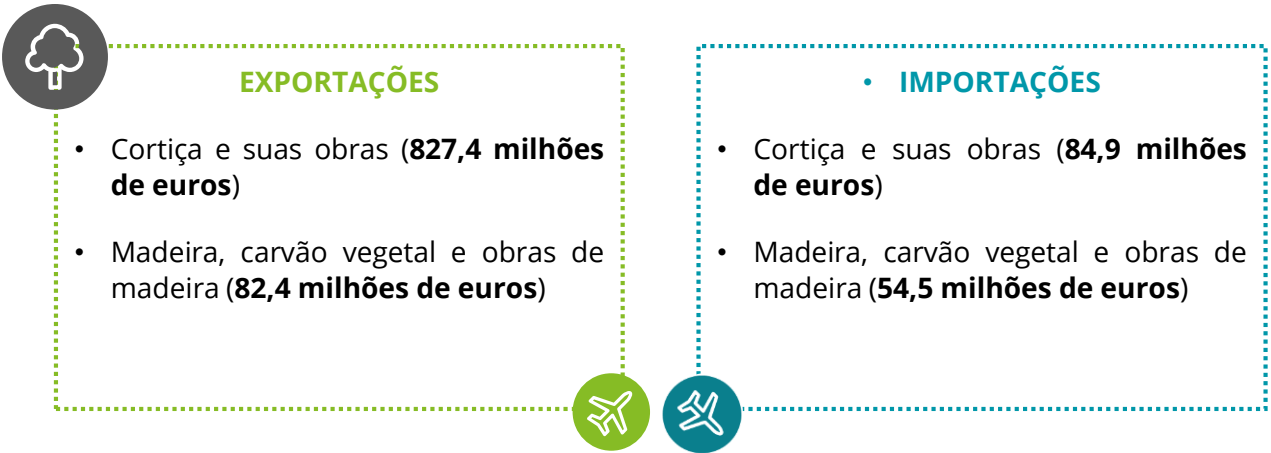 EXPORTAÇÕES
• Cortiça e suas obras (827,4 milhões
de euros)
• Madeira, carvão vegetal e obras de
madeira (82,4 milhões de euros)
• IMPORTAÇÕES
• Cortiça e suas obras (84,9 milhões
de euros)
• Madeira, carvão vegetal e obras de
madeira (54,5 milhões de euros)